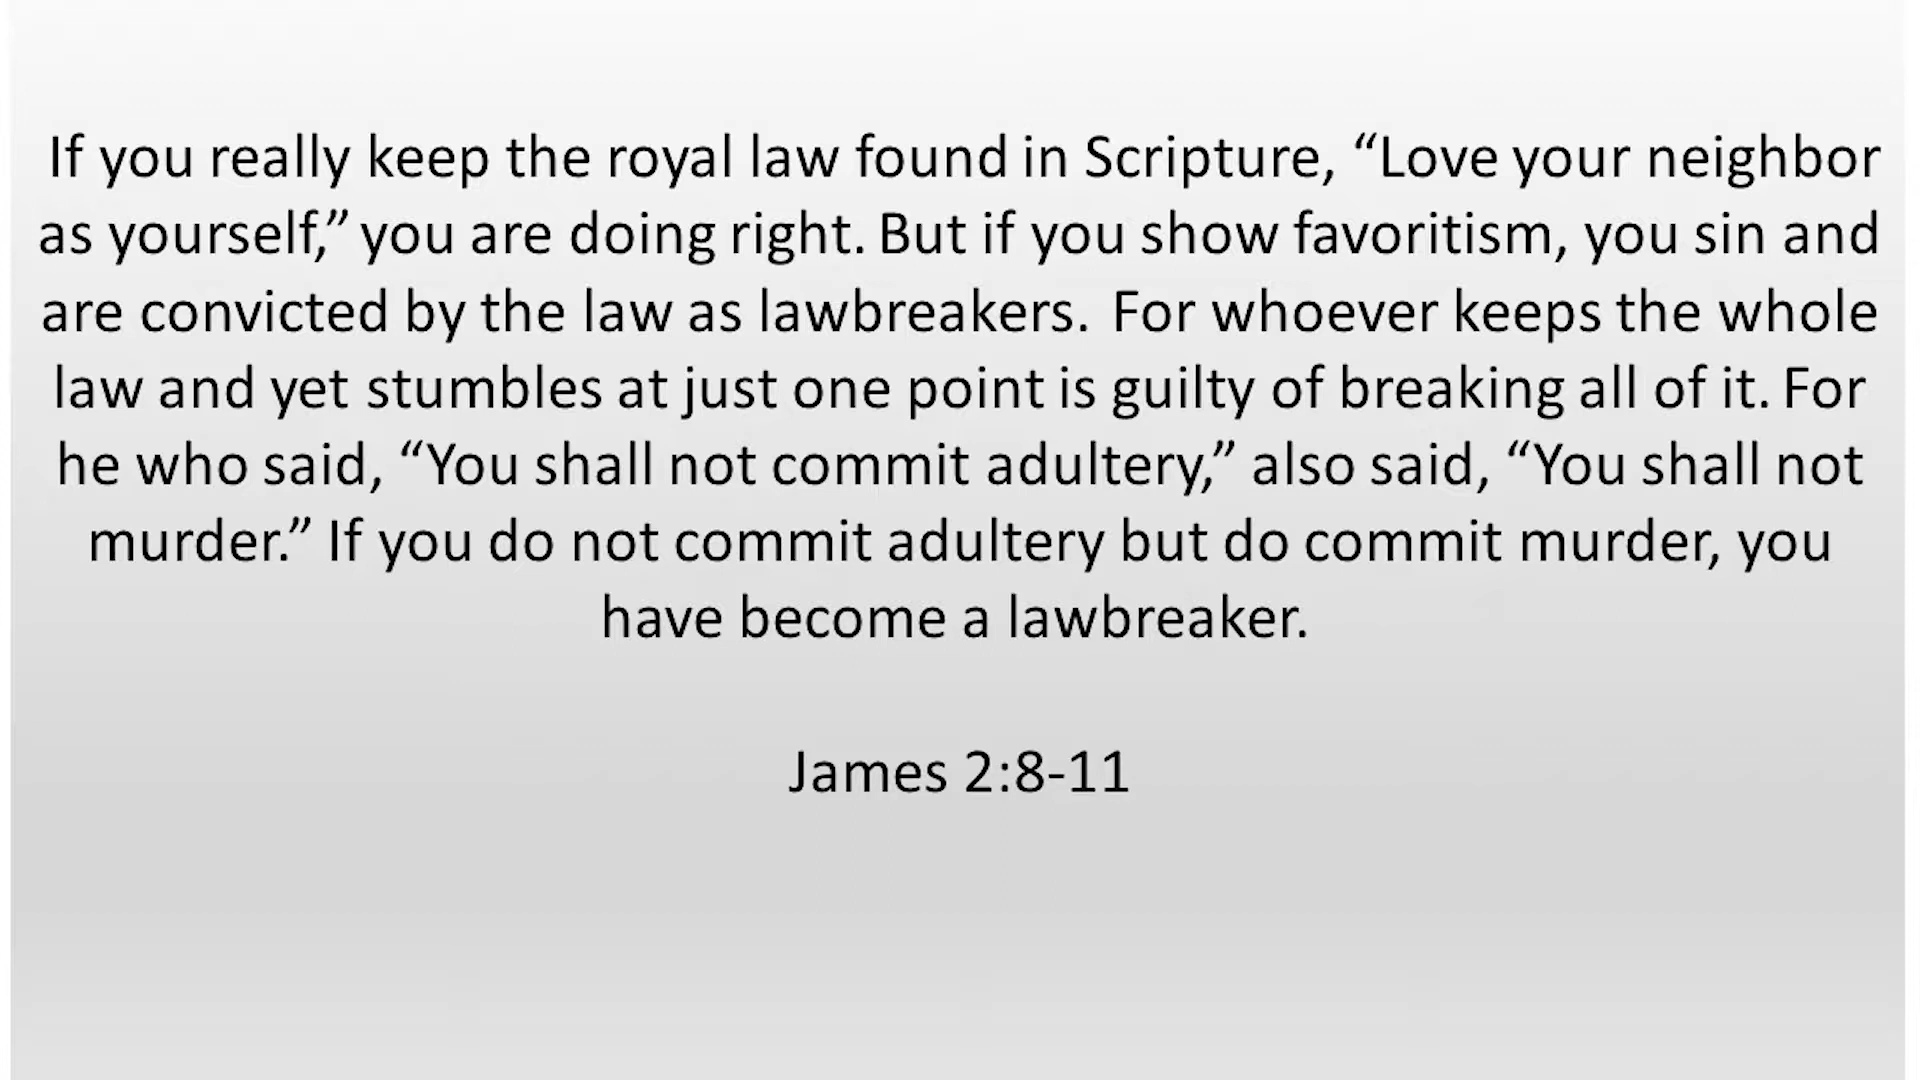 If you really keep the royal law found in Scripture, “Love your neighbor
as yourself,” you are doing right. But if you show favoritism, you sin and
are convicted by the law as lawbreakers. For whoever keeps the whole
law and yet stumbles at just one point is guilty of breaking all of it. For
he who said, “You shall not commit adultery,” also said, “You shall not
murder.” If you do not commit adultery but do commit murder, you
have become a lawbreaker.
James 2:8-11